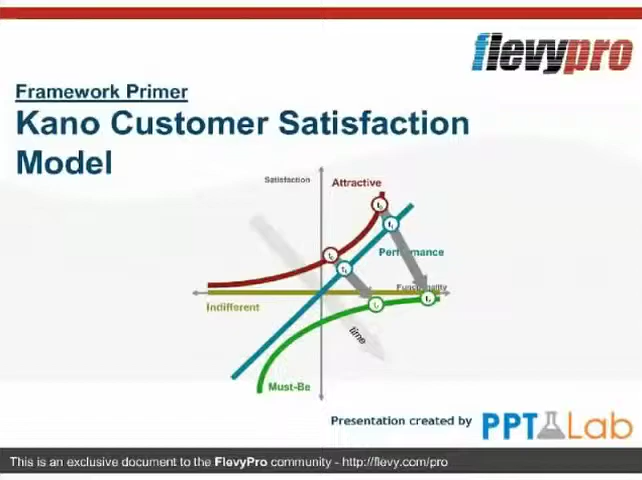 flevypro
Framework Primer
Kano Customer Satisfaction
Model
Satisfaction
Attractive
Performance
Functionality
Indifferent
time
Must-Be
Presentation created by PPT Lab
This is an exclusive document to the FlevyPro community - http://flevy.com/pro